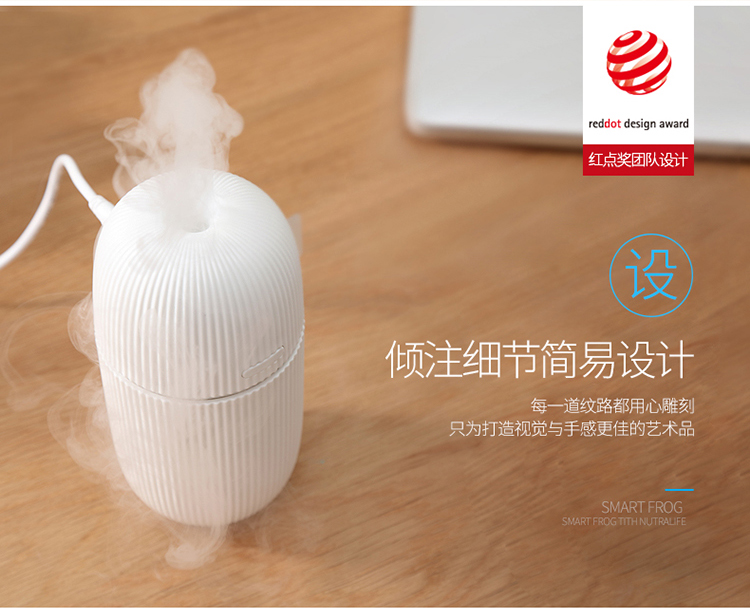 reddot design award
红点奖团队设计
设
倾注细节简易设计
每一道纹路都用心雕刻
只为打造视觉与手感更佳的艺术品
SMART FROG
SMART FROG TITH NUTRALIFE